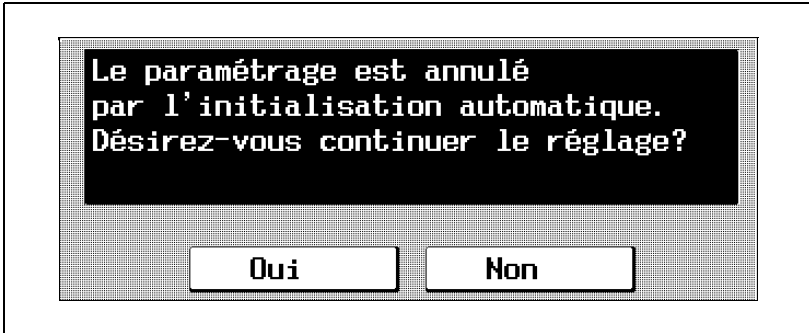 Le paramétrage est annulé
par l'initialisation automatique.
Désirez-vous continuer le réglage?
Oui
Non